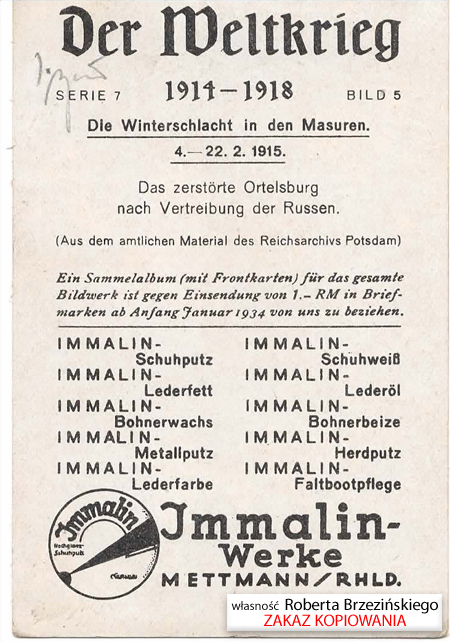 Der Weltkrieg
SERIE 7 1914–1918 BILD 5
Die Winterschlacht in den Masuren.
4.—22. 2. 1915.
Das zerstörte Ortelsburg
nach Vertreibung der Russen.
(Aus dem amtlichen Material des Reichsarchivs Potsdam)
Ein Sammelalbum (mit Frontkarten) für das gesamte
Bildwerk ist gegen Einsendung von 1.– RM in Brief-
marken ab Anfang Januar 1934 von uns zu beziehen.
IMMALIN-
Schuhputz
IMMALIN-
Lederfett
IMMALIN-
Bohnerwachs
IMMALIN-
Metallputz
IMMALIN-
Lederfarbe
IMMALIN-
Schuhweiß
IMMALIN-
Lederöl
IMMALIN-
Bohnerbeize
IMMALIN-
Herdputz
IMMALIN-
Faltbootpflege
Immalin
Hochglanz-
Schuhputz
Immalin-
Werke
METTMANN/RHLD.
własność Roberta Brzezińskiego
ZAKAZ KOPIOWANIA